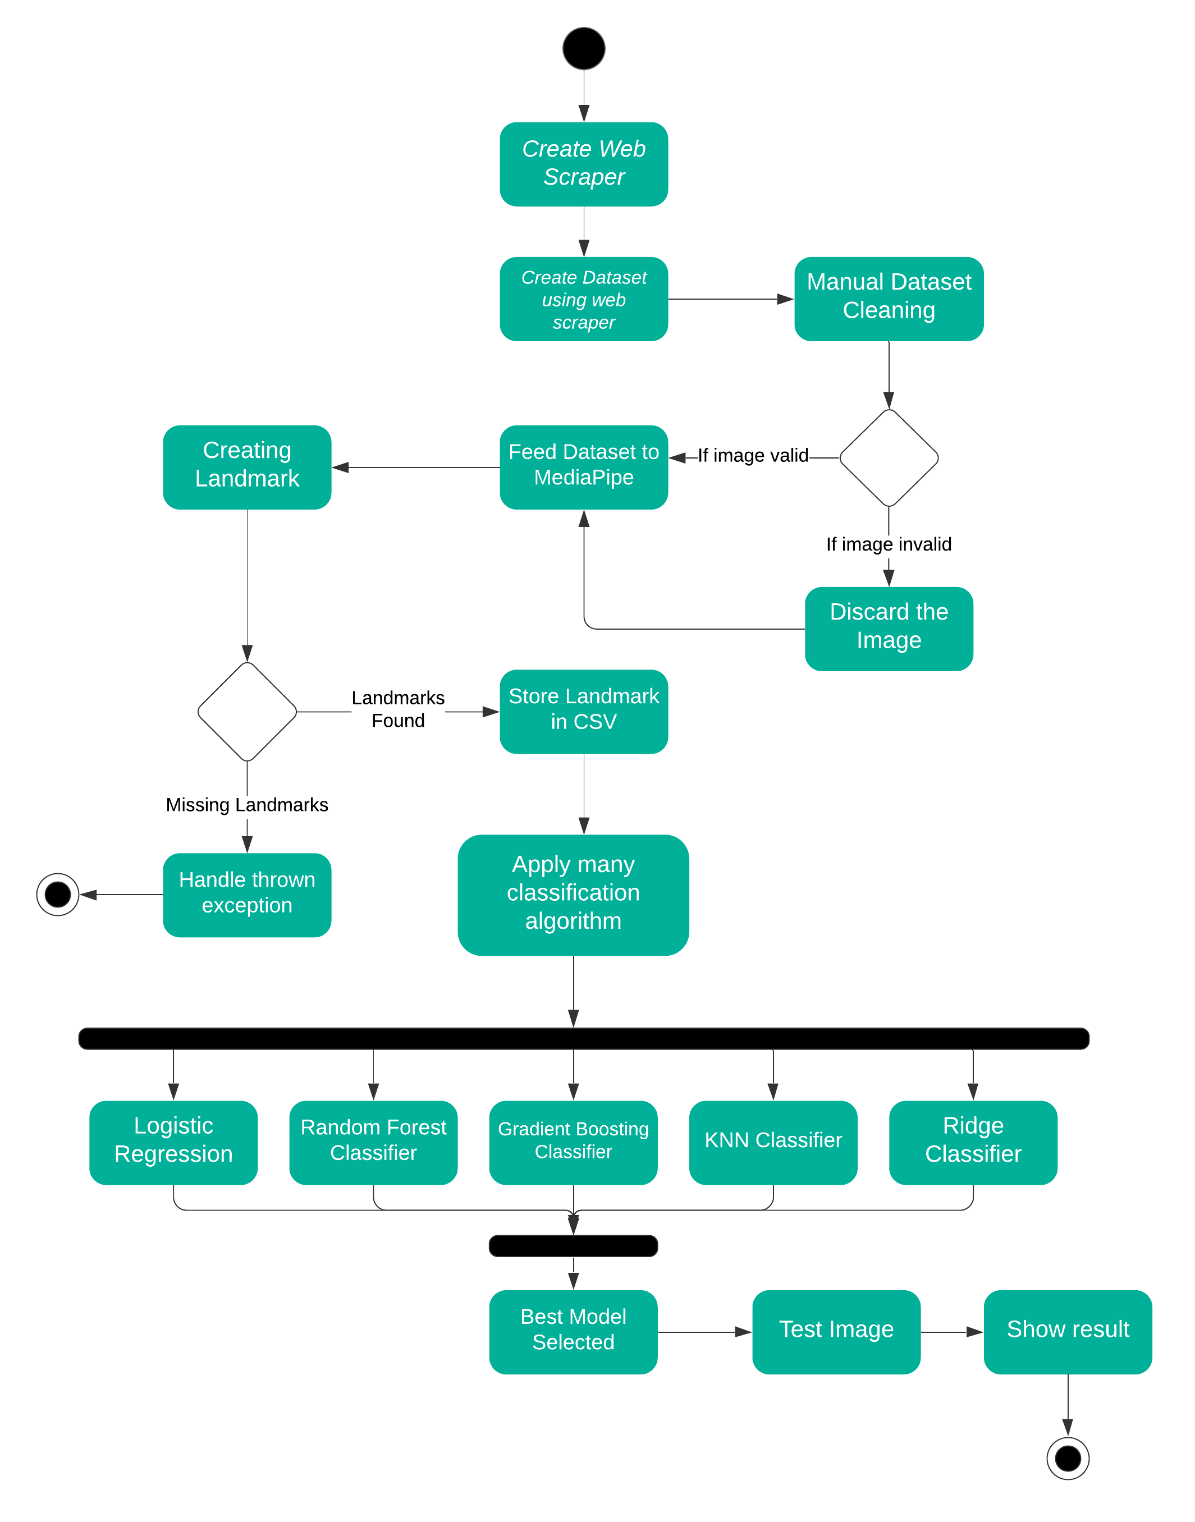 Create Web
Scraper
Create Dataset
using web
scraper
Manual Dataset
Cleaning
Creating
Landmark
Feed Dataset to
MediaPipe
If image valid
If image invalid
Discard the
Image
Landmarks
Found
Store Landmark
in CSV
Missing Landmarks
Handle thrown
exception
Apply many
classification
algorithm
Logistic
Regression
Random Forest
Classifier
Gradient Boosting
Classifier
KNN Classifier
Ridge
Classifier
Best Model
Selected
Test Image
Show result